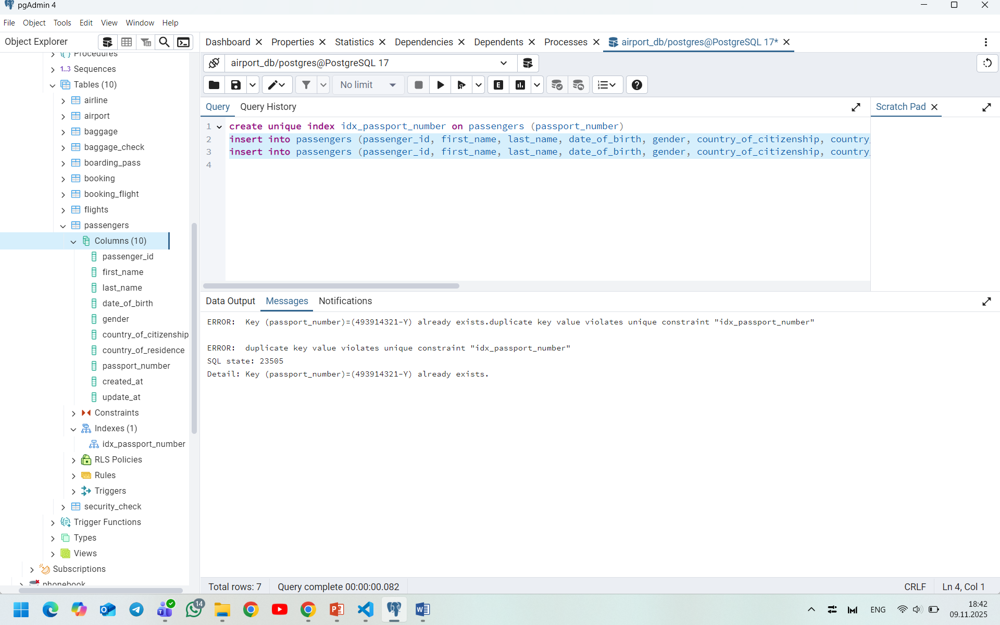 pgAdmin 4
File Object Tools Edit View Window Help
Object Explorer
Dashboard Properties Statistics Dependencies Dependents Processes airport_db/postgres@PostgreSQL 17*
airport_db/postgres@PostgreSQL 17
No limit
E
Query Query History
Scratch Pad
1 create unique index idx_passport_number on passengers (passport_number)
2 insert into passengers (passenger_id, first_name, last_name, date_of_birth, gender, country_of_citizenship, country_
3 insert into passengers (passenger_id, first_name, last_name, date_of_birth, gender, country_of_citizenship, country_
4
Procedures
1..3 Sequences
Tables (10)
airline
airport
baggage
baggage_check
boarding_pass
booking
booking_flight
flights
passengers
Columns (10)
passenger_id
first_name
last_name
date_of_birth
gender
country_of_citizenship
country_of_residence
passport_number
created_at
update_at
Constraints
Indexes (1)
idx_passport_number
RLS Policies
Rules
Triggers
security_check
Trigger Functions
Types
Views
Subscriptions
phonebook
Data Output Messages Notifications
ERROR:  Key (passport_number)=(493914321-Y) already exists.duplicate key value violates unique constraint "idx_passport_number"
ERROR:  duplicate key value violates unique constraint "idx_passport_number"
SQL state: 23505
Detail: Key (passport_number)=(493914321-Y) already exists.
Total rows: 7 Query complete 00:00:00.082 CRLF Ln 4, Col 1
14
ENG
18:42
09.11.2025